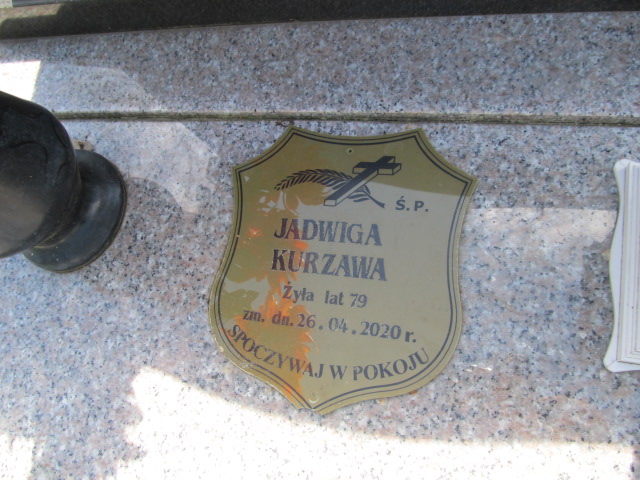 Ś.P.
JADWIGA
KURZAWA
Żyła lat 79
zm. dn. 26.04.2020 r.
SPOCZYWAJ W POKOJU